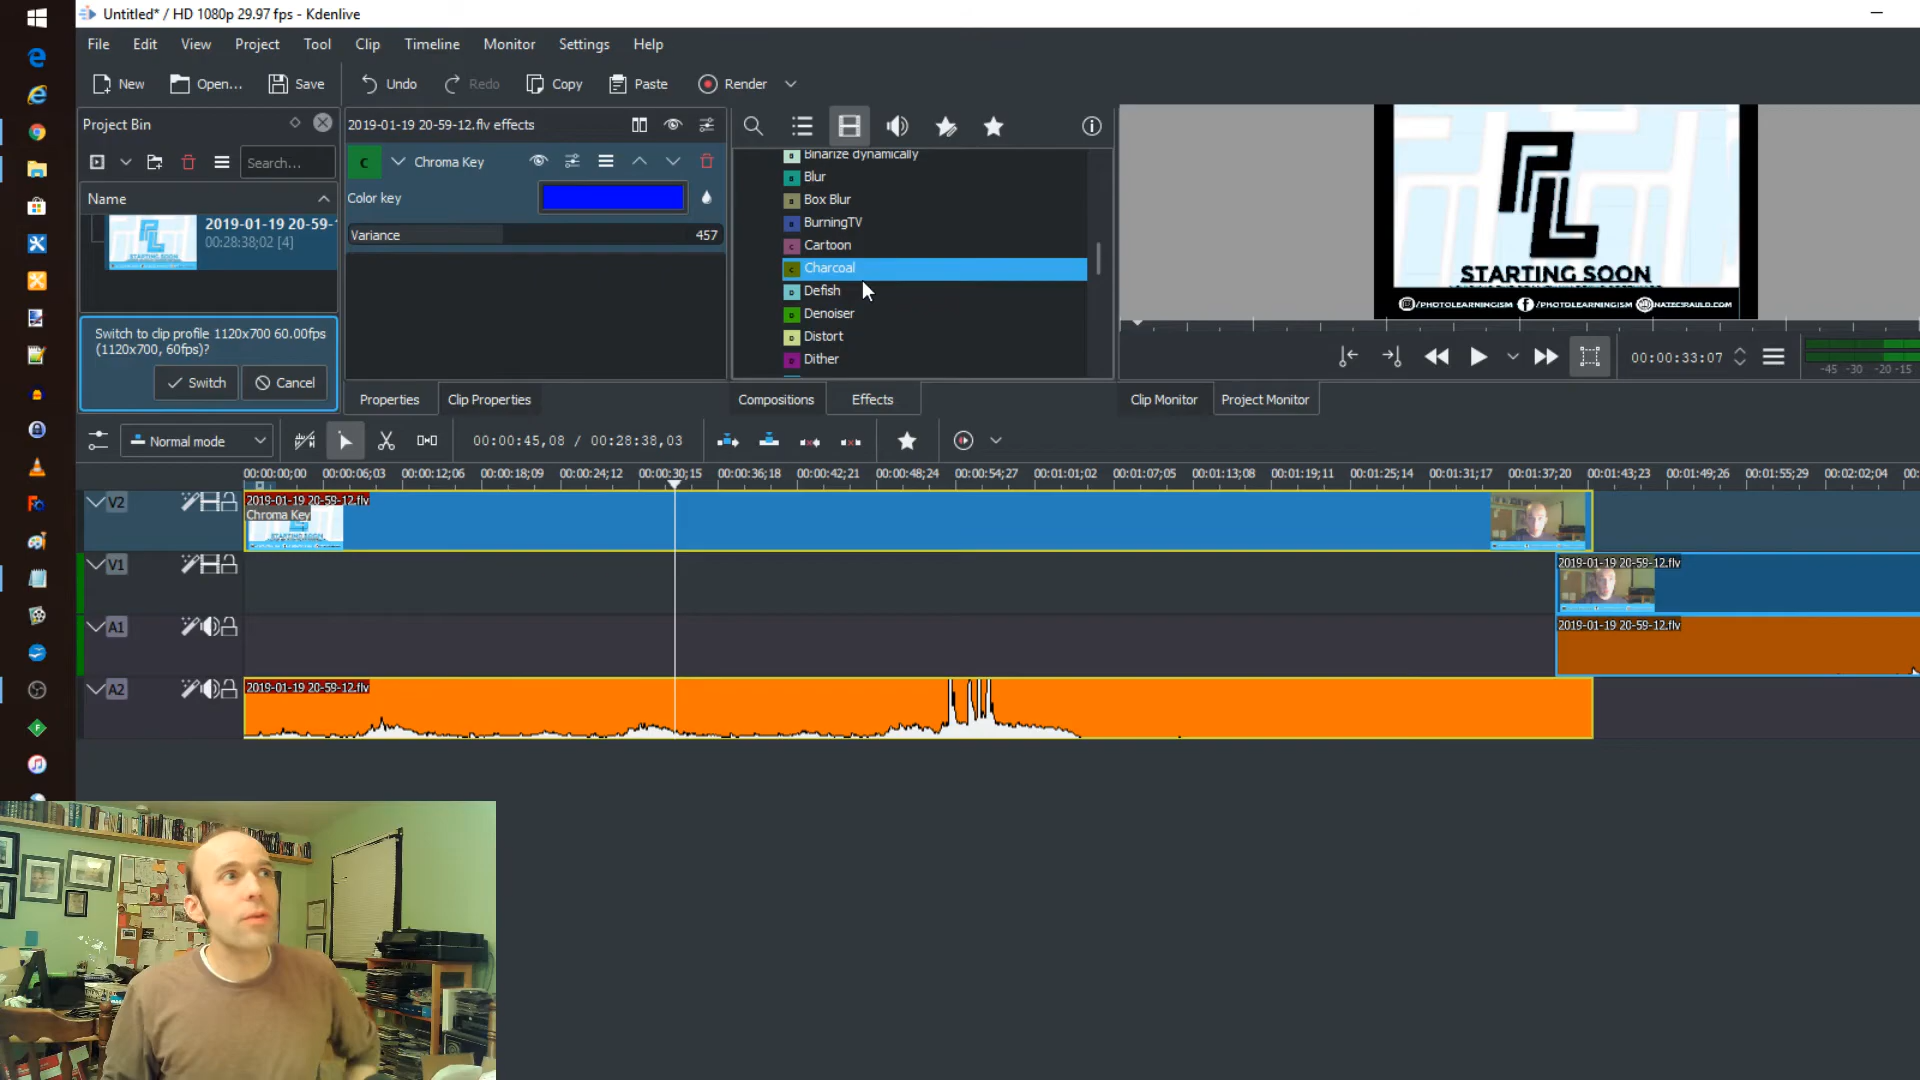 Untitled* / HD 1080p 29.97 fps - Kdenlive
File Edit View Project Tool Clip Timeline Monitor Settings Help
New Open... Save Undo Redo Copy Paste Render
Project Bin
Search...
Name
2019-01-19 20-59-
00:28:38;02 [4]
Switch to clip profile 1120x700 60.00fps
(1120x700, 60fps)?
Switch Cancel
2019-01-19 20-59-12.flv effects
C Chroma Key
Color key
Variance 457
Properties Clip Properties
Binarize dynamically
Blur
Box Blur
BurningTV
Cartoon
Charcoal
Defish
Denoiser
Distort
Dither
Compositions Effects
STARTING SOON
/PHOTOLEARNINGISM /PHOTOLEARNINGISM
00:00:33:07
-45 -30 -20 -15
Clip Monitor Project Monitor
Normal mode
00:00:45,08 / 00:28:38,03
00:00:00;00 00:00:06;03 00:00:12;06 00:00:18;09 00:00:24;12 00:00:30;15 00:00:36;18 00:00:42;21 00:00:48;24 00:00:54;27 00:01:01;02 00:01:07;05 00:01:13;08 00:01:19;11 00:01:25;14 00:01:31;17 00:01:37;20 00:01:43;23 00:01:49;26 00:01:55;29 00:02:02;04
V2
2019-01-19 20-59-12.flv
Chroma Key
V1
2019-01-19 20-59-12.flv
A1
2019-01-19 20-59-12.flv
A2
2019-01-19 20-59-12.flv